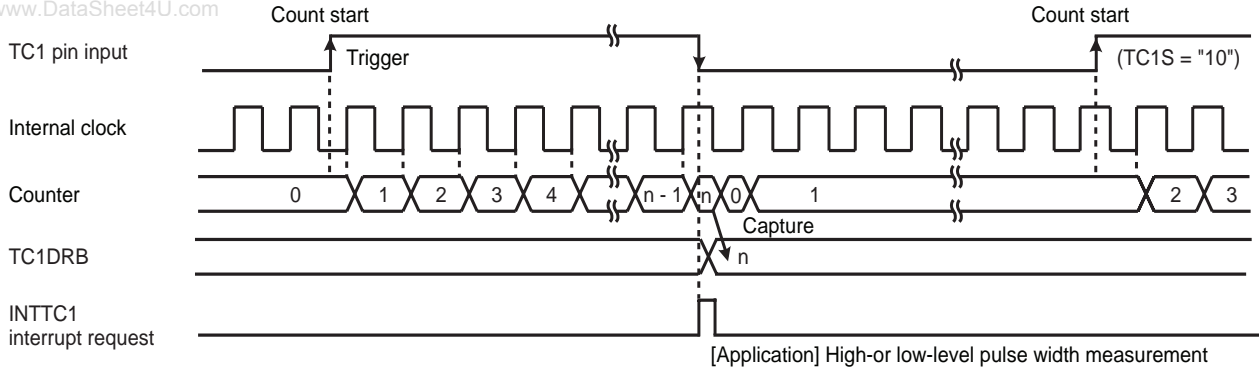 www.DataSheet4U.com
Count start
Count start
TC1 pin input
Trigger
(TC1S = "10")
Internal clock
Counter
0
1
2
3
4
n - 1
n
0
1
2
3
Capture
TC1DRB
n
INTTC1
interrupt request
[Application] High-or low-level pulse width measurement